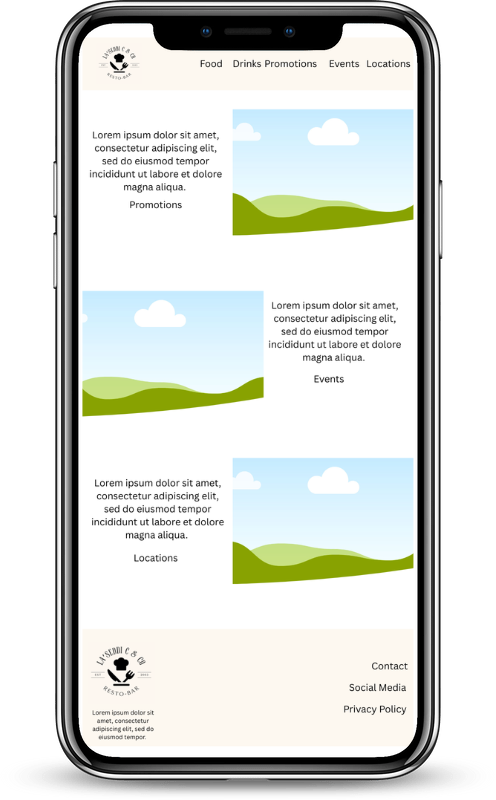 LA'SEDDI C & CO
RESTO-BAR
Food Drinks Promotions Events Locations
Lorem ipsum dolor sit amet,
consectetur adipiscing elit,
sed do eiusmod tempor
incididunt ut labore et dolore
magna aliqua.
Promotions
Lorem ipsum dolor sit amet,
consectetur adipiscing elit,
sed do eiusmod tempor
incididunt ut labore et dolore
magna aliqua.
Events
Lorem ipsum dolor sit amet,
consectetur adipiscing elit,
sed do eiusmod tempor
incididunt ut labore et dolore
magna aliqua.
Locations
LA'SEDDI C & CO
RESTO-BAR
Lorem ipsum dolor sit
amet, consectetur
adipiscing elit, sed do
eiusmod tempor.
Contact
Social Media
Privacy Policy